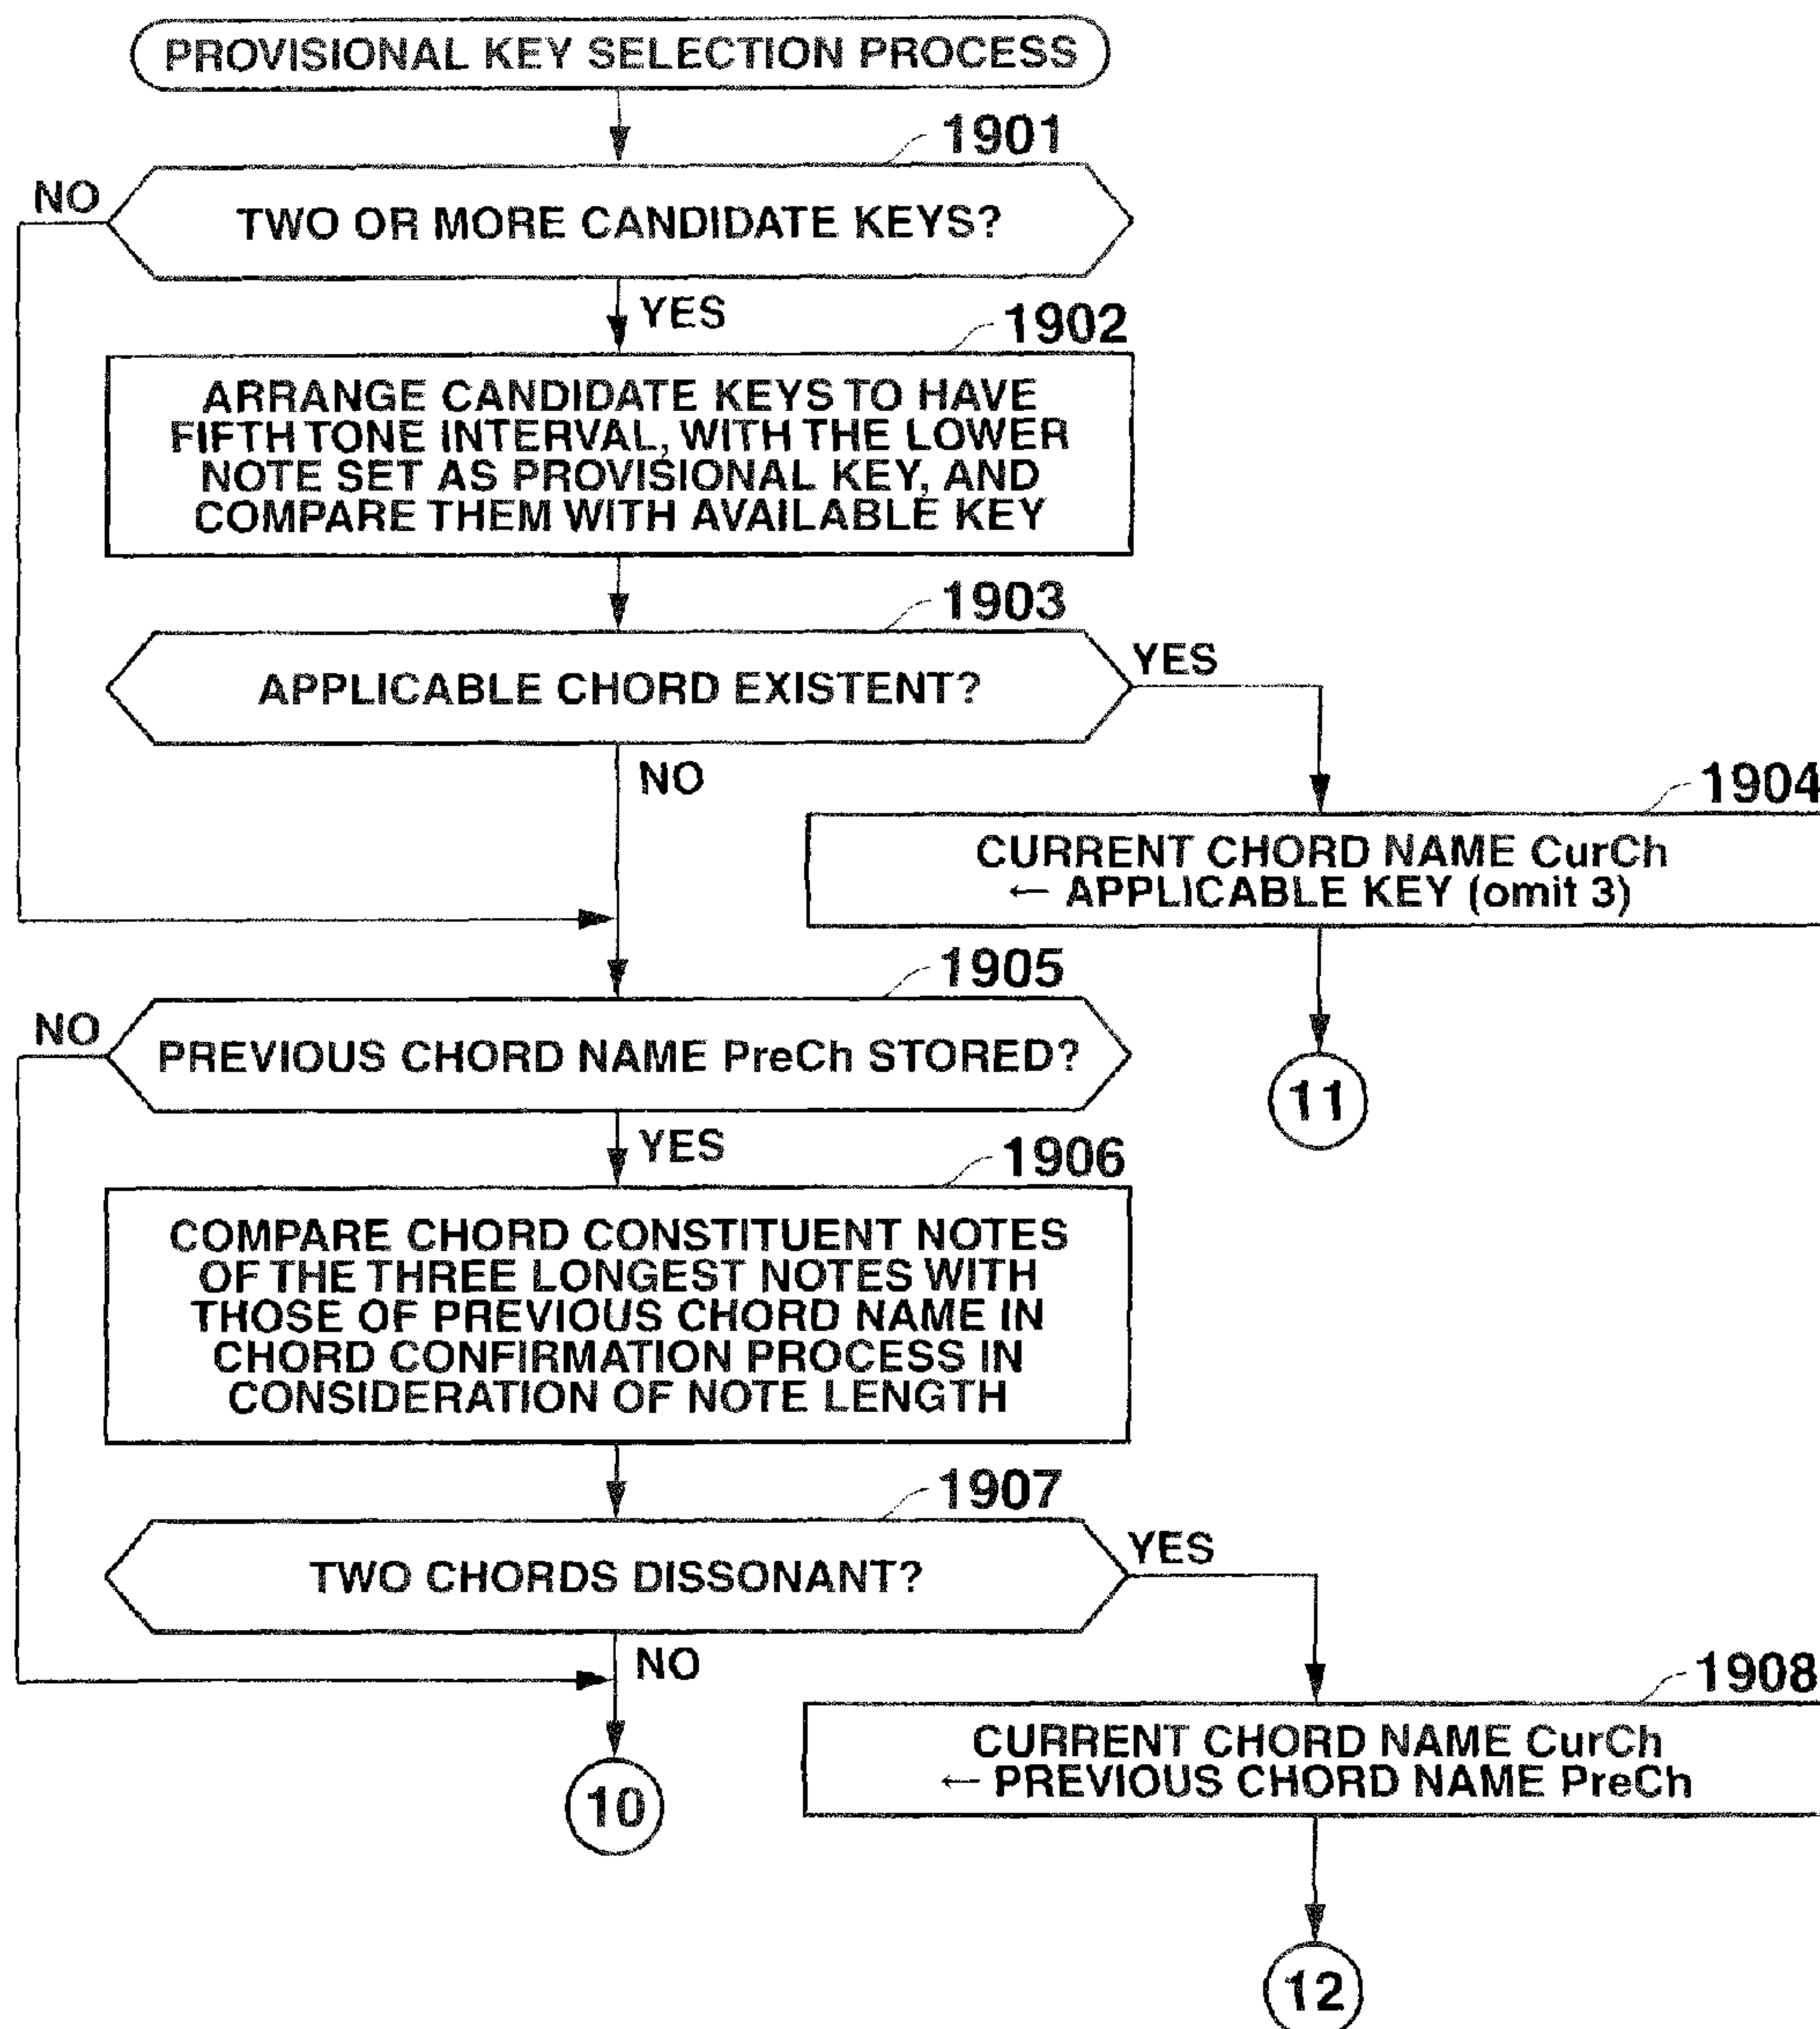 PROVISIONAL KEY SELECTION PROCESS
1901
NO
TWO OR MORE CANDIDATE KEYS?
YES
1902
ARRANGE CANDIDATE KEYS TO HAVE
FIFTH TONE INTERVAL, WITH THE LOWER
NOTE SET AS PROVISIONAL KEY, AND
COMPARE THEM WITH AVAILABLE KEY
1903
YES
APPLICABLE CHORD EXISTENT?
NO
1904
CURRENT CHORD NAME CurCh
← APPLICABLE KEY (omit 3)
11
1905
NO
PREVIOUS CHORD NAME PreCh STORED?
YES
1906
COMPARE CHORD CONSTITUENT NOTES
OF THE THREE LONGEST NOTES WITH
THOSE OF PREVIOUS CHORD NAME IN
CHORD CONFIRMATION PROCESS IN
CONSIDERATION OF NOTE LENGTH
1907
YES
TWO CHORDS DISSONANT?
NO
1908
CURRENT CHORD NAME CurCh
← PREVIOUS CHORD NAME PreCh
10
12